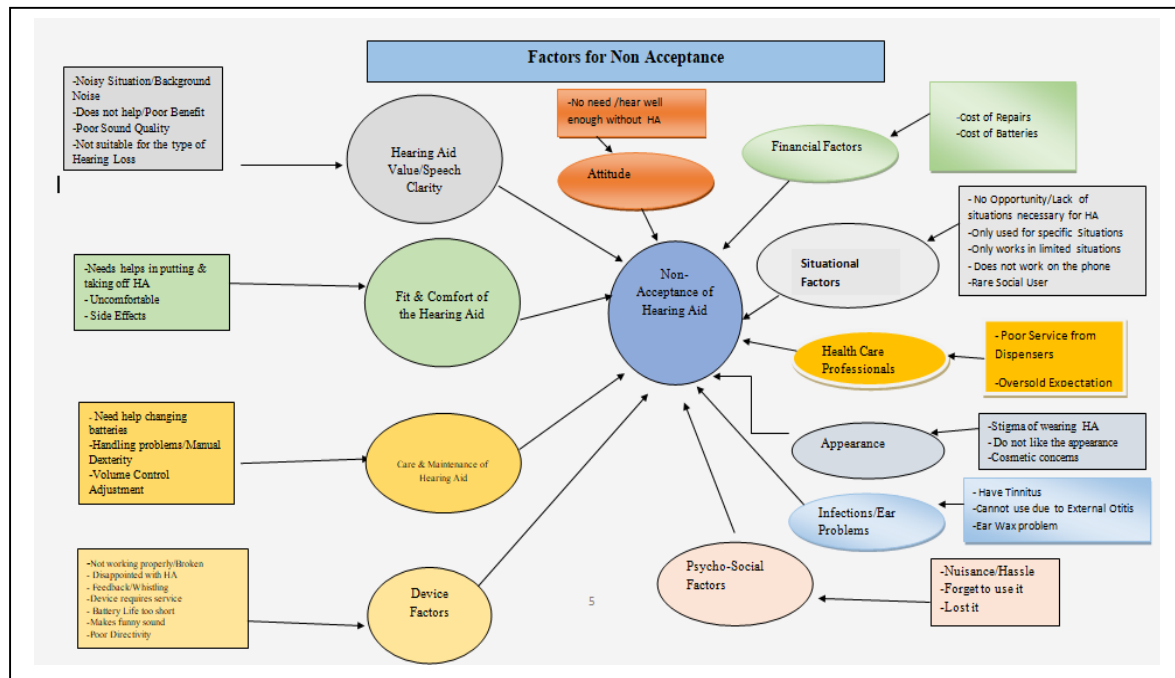 Factors for Non Acceptance
-Noisy Situation/Background
Noise
-Does not help/Poor Benefit
-Poor Sound Quality
-Not suitable for the type of
Hearing Loss
Hearing Aid
Value/Speech
Clarity
-No need /hear well
enough without HA
Attitude
Financial Factors
-Cost of Repairs
-Cost of Batteries
-Needs helps in putting &
taking off HA
- Uncomfortable
- Side Effects
Fit & Comfort of
the Hearing Aid
Non-
Acceptance of
Hearing Aid
Situational
Factors
- No Opportunity/Lack of
situations necessary for HA
-Only used for specific Situations
-Only works in limited situations
- Does not work on the phone
-Rare Social User
Health Care
Professionals
- Poor Service from
Dispensers
-Oversold Expectation
- Need help changing
batteries
-Handling problems/Manual
Dexterity
-Volume Control
Adjustment
Care & Maintenance of
Hearing Aid
Appearance
-Stigma of wearing HA
- Do not like the appearance
-Cosmetic concerns
Infections/Ear
Problems
- Have Tinnitus
-Cannot use due to External Otitis
-Ear Wax problem
-Not working properly/Broken
- Disappointed with HA
- Feedback/Whistling
-Device requires service
- Battery Life too short
-Makes funny sound
-Poor Directivity
Device
Factors
Psycho-Social
Factors
-Nuisance/Hassle
-Forget to use it
-Lost it
5